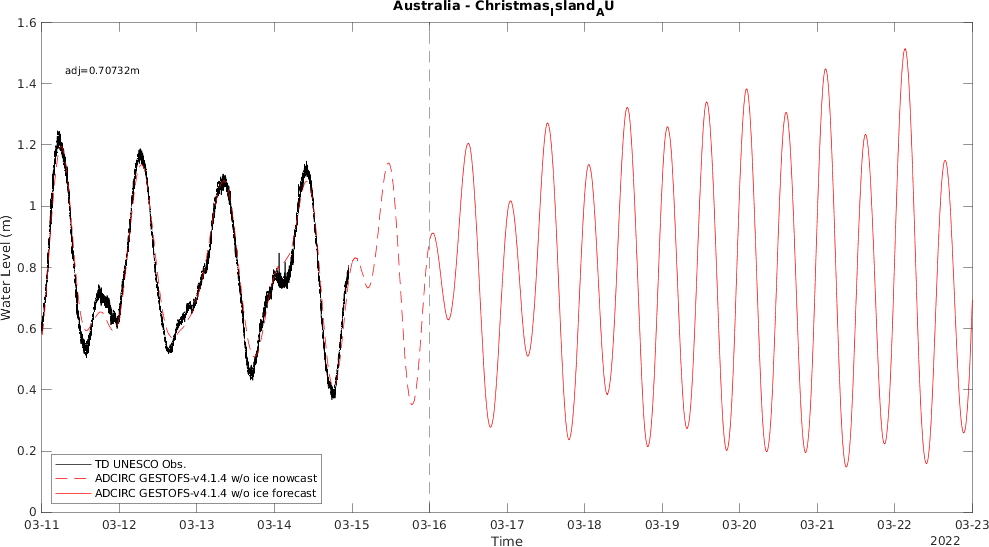 Australia - Christmas_Island_AU
adj=0.70732m
Water Level (m)
1.6
1.4
1.2
1
0.8
0.6
0.4
0.2
0
TD UNESCO Obs.
ADCIRC GESTOFS-v4.1.4 w/o ice nowcast
ADCIRC GESTOFS-v4.1.4 w/o ice forecast
03-11 03-12 03-13 03-14 03-15 03-16 03-17 03-18 03-19 03-20 03-21 03-22 03-23
Time
2022